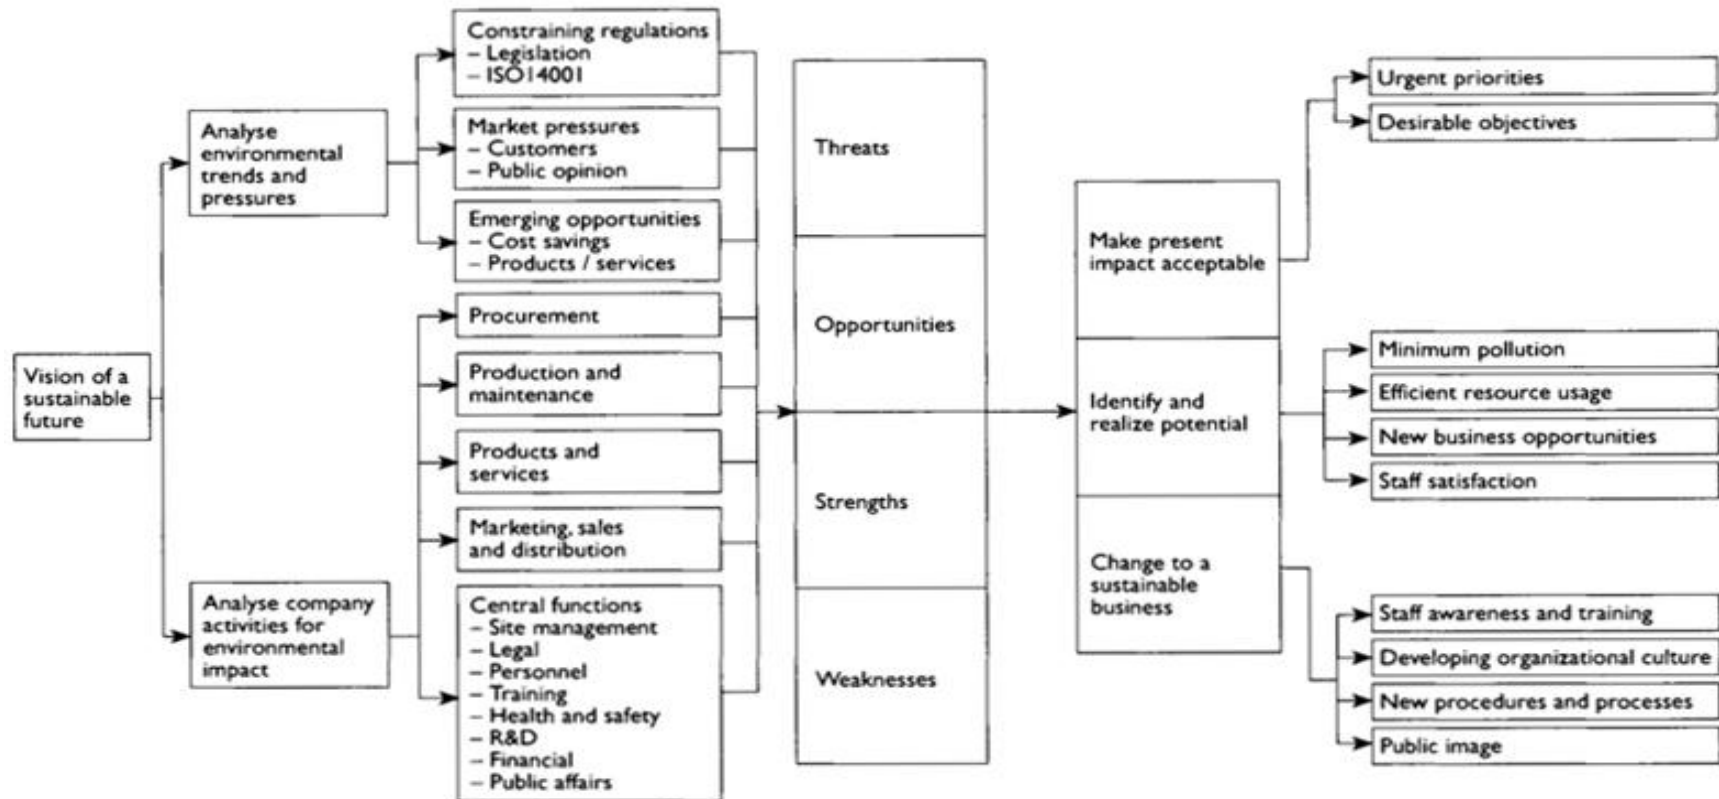 Vision of a
sustainable
future
Analyse
environmental
trends and
pressures
Analyse company
activities for
environmental
impact
Constraining regulations
– Legislation
– ISO14001
Market pressures
– Customers
– Public opinion
Emerging opportunities
– Cost savings
– Products / services
Procurement
Production and
maintenance
Products and
services
Marketing, sales
and distribution
Central functions
– Site management
– Legal
– Personnel
– Training
– Health and safety
– R&D
– Financial
– Public affairs
Threats
Opportunities
Strengths
Weaknesses
Make present
impact acceptable
Identify and
realize potential
Change to a
sustainable
business
Urgent priorities
Desirable objectives
Minimum pollution
Efficient resource usage
New business opportunities
Staff satisfaction
Staff awareness and training
Developing organizational culture
New procedures and processes
Public image